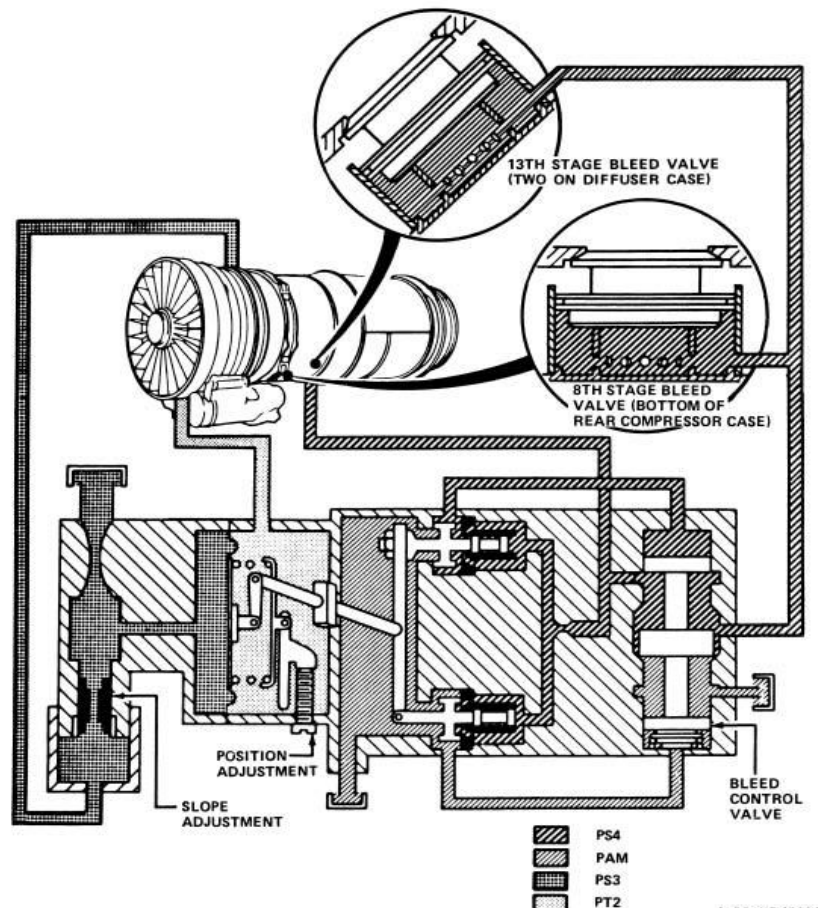 13TH STAGE BLEED VALVE
(TWO ON DIFFUSER CASE)
8TH STAGE BLEED
VALVE (BOTTOM OF
REAR COMPRESSOR CASE)
POSITION
ADJUSTMENT
SLOPE
ADJUSTMENT
BLEED
CONTROL
VALVE
PS4
PAM
PS3
PT2